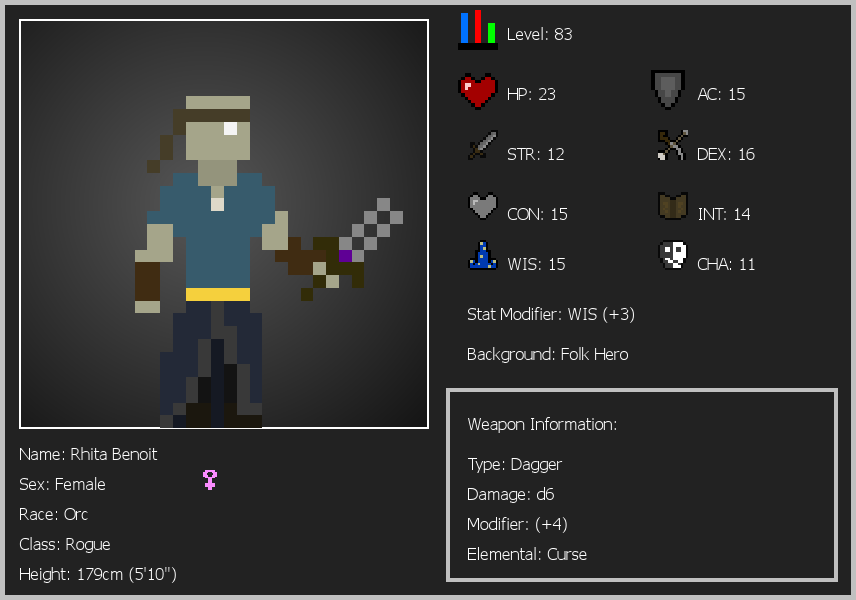 Level: 83
HP: 23
AC: 15
STR: 12
DEX: 16
CON: 15
INT: 14
WIS: 15
CHA: 11
Stat Modifier: WIS (+3)
Background: Folk Hero
Weapon Information:
Type: Dagger
Damage: d6
Modifier: (+4)
Elemental: Curse
Name: Rhita Benoit
Sex: Female
Race: Orc
Class: Rogue
Height: 179cm (5'10")